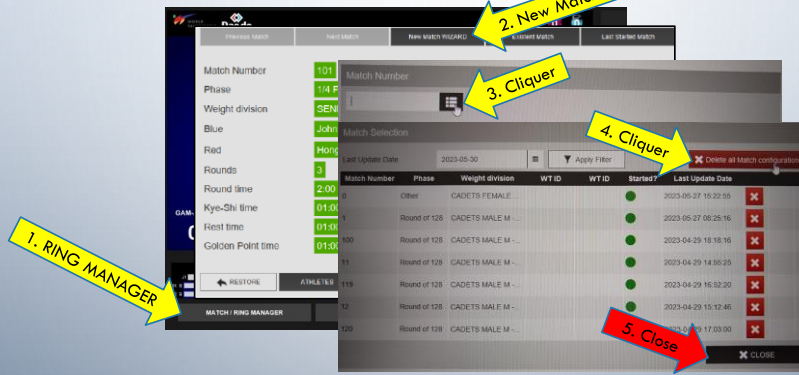 Daedo
2. New Mat
Previous Match Next Match New Match WIZARD Last Started Match
Match Number 101
Phase 1/4 F
Weight division SENI
Blue John
Red Hong
Rounds 3
Round time 2:00
Kye-Shi time 01:00
Rest time 01:0
Golden Point time 01:0
RESTORE ATHLETES
MATCH / RING MANAGER
1. RING MANAGER
GAM-
Match Number
3. Cliquer
Match Selection
4. Cliquer
Last Update Date 2023-05-30 Apply Filter Delete all Match configuration
Match Number Phase Weight division WT ID WT ID Started? Last Update Date
0 Other CADETS FEMALE ... 2023-05-27 15:22:55
1 Round of 128 CADETS MALE M -... 2023-05-27 08:25:16
100 Round of 128 CADETS MALE M -... 2023-04-29 18:18:16
11 Round of 128 CADETS MALE M -... 2023-04-29 14:55:25
119 Round of 128 CADETS MALE M -... 2023-04-29 16:52:20
12 Round of 128 CADETS MALE M -... 2023-04-29 15:12:46
120 Round of 128 CADETS MALE M -... 2023-04-29 17:03:00
5. Close
CLOSE